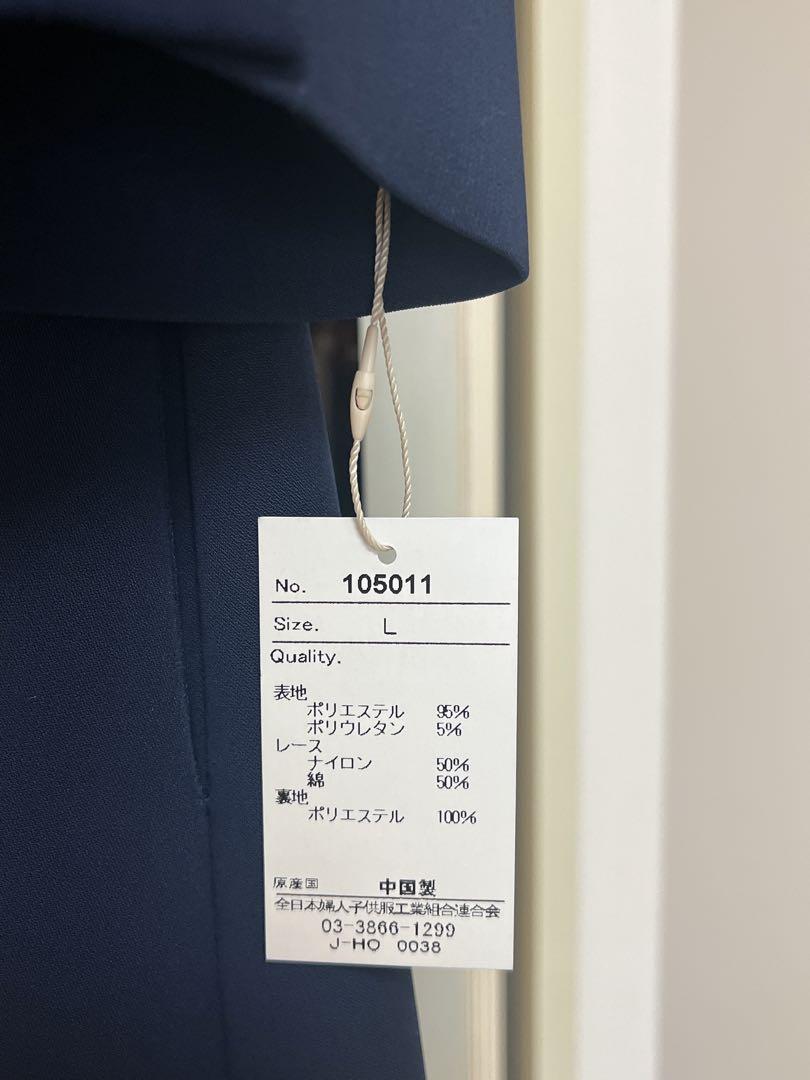 No. 105011
Size. L
Quality.
表地
ポリエステル 95%
ポリウレタン 5%
レース
ナイロン 50%
綿 50%
裏地
ポリエステル 100%
原産国 中国製
全日本婦人子供服工業組合連合会
03-3866-1299
J-HO 0038